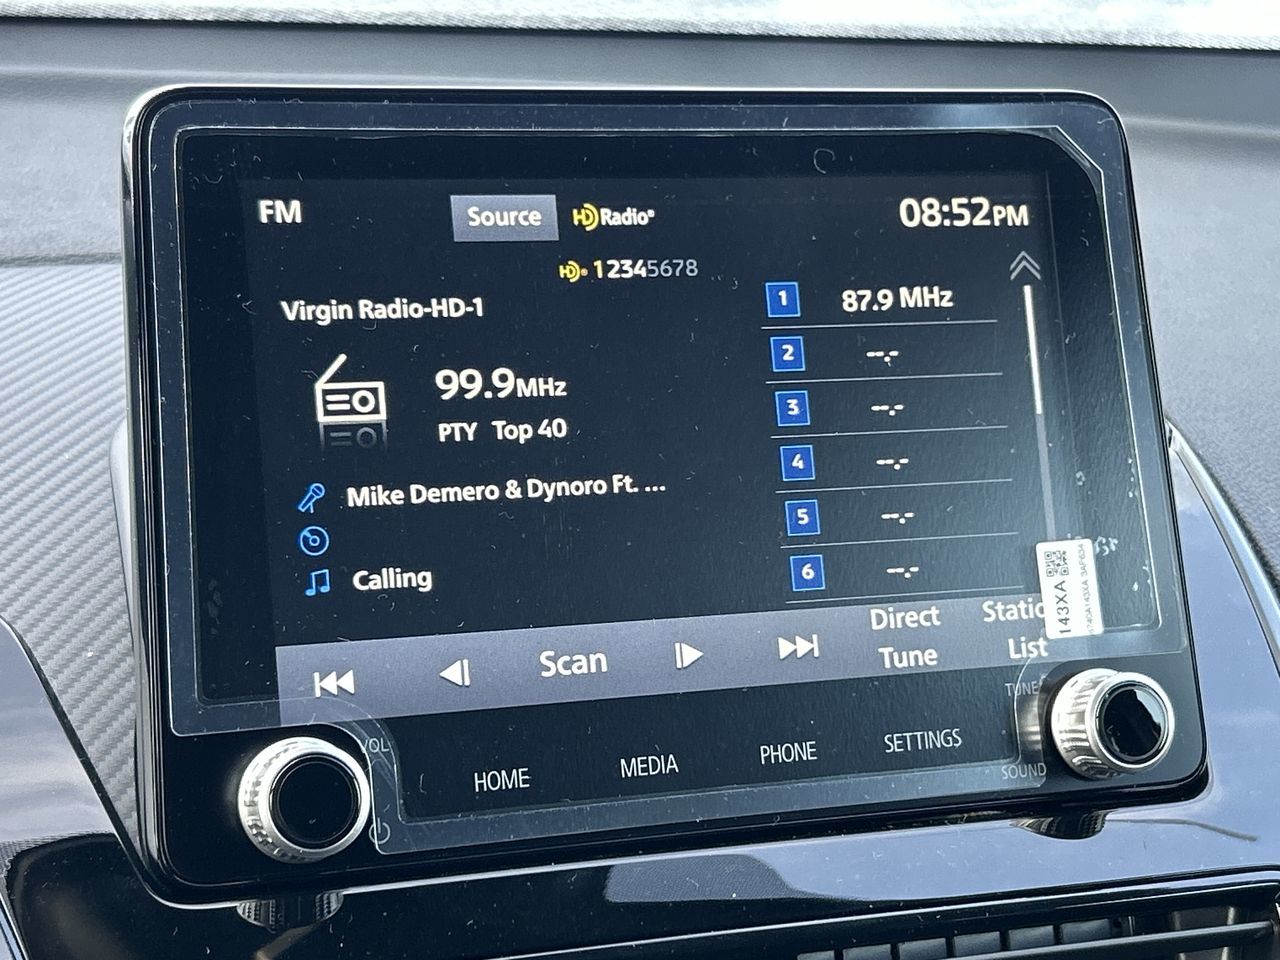 FM
Source
HD Radio®
08:52PM
HD 12345678
Virgin Radio-HD-1
99.9MHz
PTY Top 40
Mike Demero & Dynoro Ft. ...
Calling
1 87.9 MHz
2 --.-
3 --.-
4 --.-
5 --.-
6 --.-
Scan
Direct
Tune
List
143XA
VOL
TUNE
HOME
MEDIA
PHONE
SETTINGS
SOUND